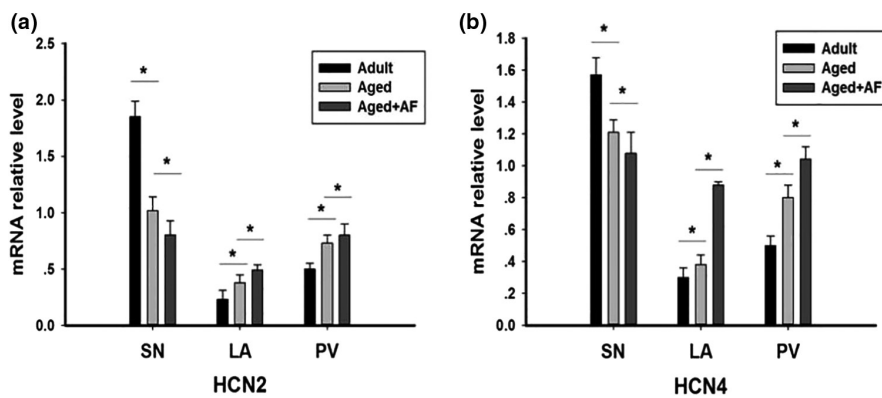 (a)
mRNA relative level
2.5
2.0
1.5
1.0
.5
0.0
*
*
*
*
*
*
Adult
Aged
Aged+AF
SN LA PV
HCN2
(b)
mRNA relative level
1.8
1.6
1.4
1.2
1.0
.8
.6
.4
.2
0.0
*
*
*
*
*
*
Adult
Aged
Aged+AF
SN LA PV
HCN4